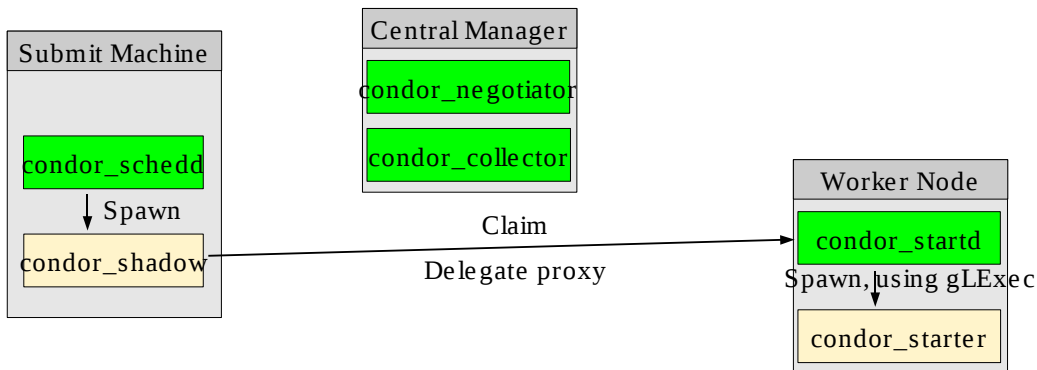 Submit Machine
condor_schedd
Spawn
condor_shadow
Central Manager
condor_negotiator
condor_collector
Claim
Delegate proxy
Worker Node
condor_startd
Spawn, using gLExec
condor_starter